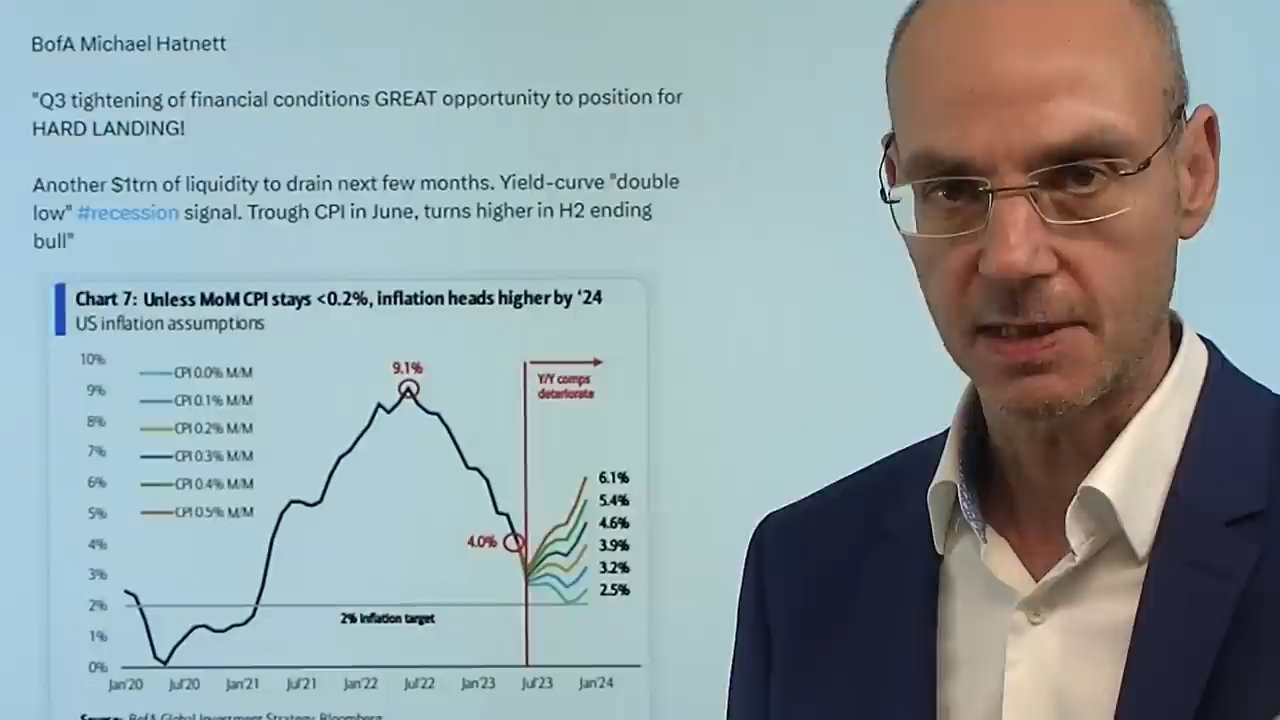 BofA Michael Hatnett
"Q3 tightening of financial conditions GREAT opportunity to position for
HARD LANDING!
Another $1trn of liquidity to drain next few months. Yield-curve "double
low" #recession signal. Trough CPI in June, turns higher in H2 ending
bull"
Chart 7: Unless MoM CPI stays <0.2%, inflation heads higher by '24
US inflation assumptions
10%
9%
8%
7%
6%
5%
4%
3%
2%
1%
0%
CPI 0.0% M/M
CPI 0.1% M/M
CPI 0.2% M/M
CPI 0.3% M/M
CPI 0.4% M/M
CPI 0.5% M/M
9.1%
4.0%
Y/Y comps
deteriorate
6.1%
5.4%
4.6%
3.9%
3.2%
2.5%
2% Inflation target
Jan'20 Jul'20 Jan'21 Jul'21 Jan'22 Jul'22 Jan'23 Jul'23 Jan'24
Source: BofA Global Investment Strategy, Bloomberg